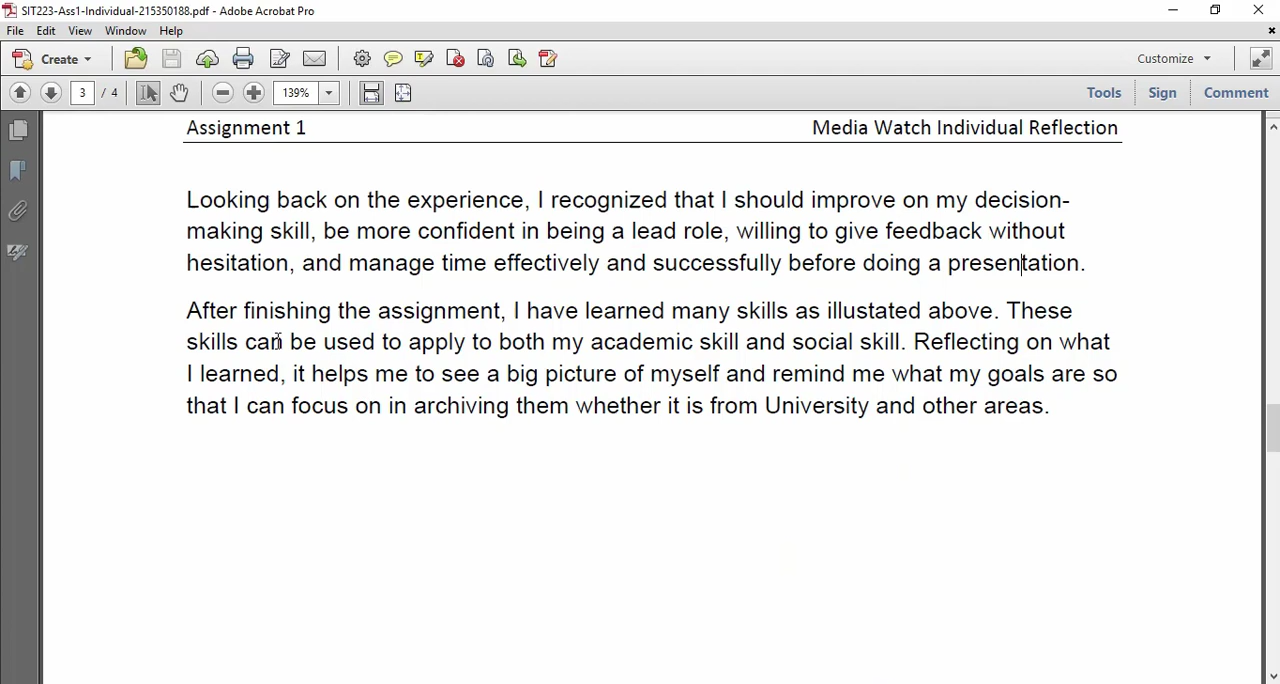 SIT223-Ass1-Individual-215350188.pdf - Adobe Acrobat Pro
File Edit View Window Help
Create Customize
3 / 4 139% Tools Sign Comment
Assignment 1 Media Watch Individual Reflection
Looking back on the experience, I recognized that I should improve on my decision-
making skill, be more confident in being a lead role, willing to give feedback without
hesitation, and manage time effectively and successfully before doing a presentation.
After finishing the assignment, I have learned many skills as illustated above. These
skills can be used to apply to both my academic skill and social skill. Reflecting on what
I learned, it helps me to see a big picture of myself and remind me what my goals are so
that I can focus on in archiving them whether it is from University and other areas.